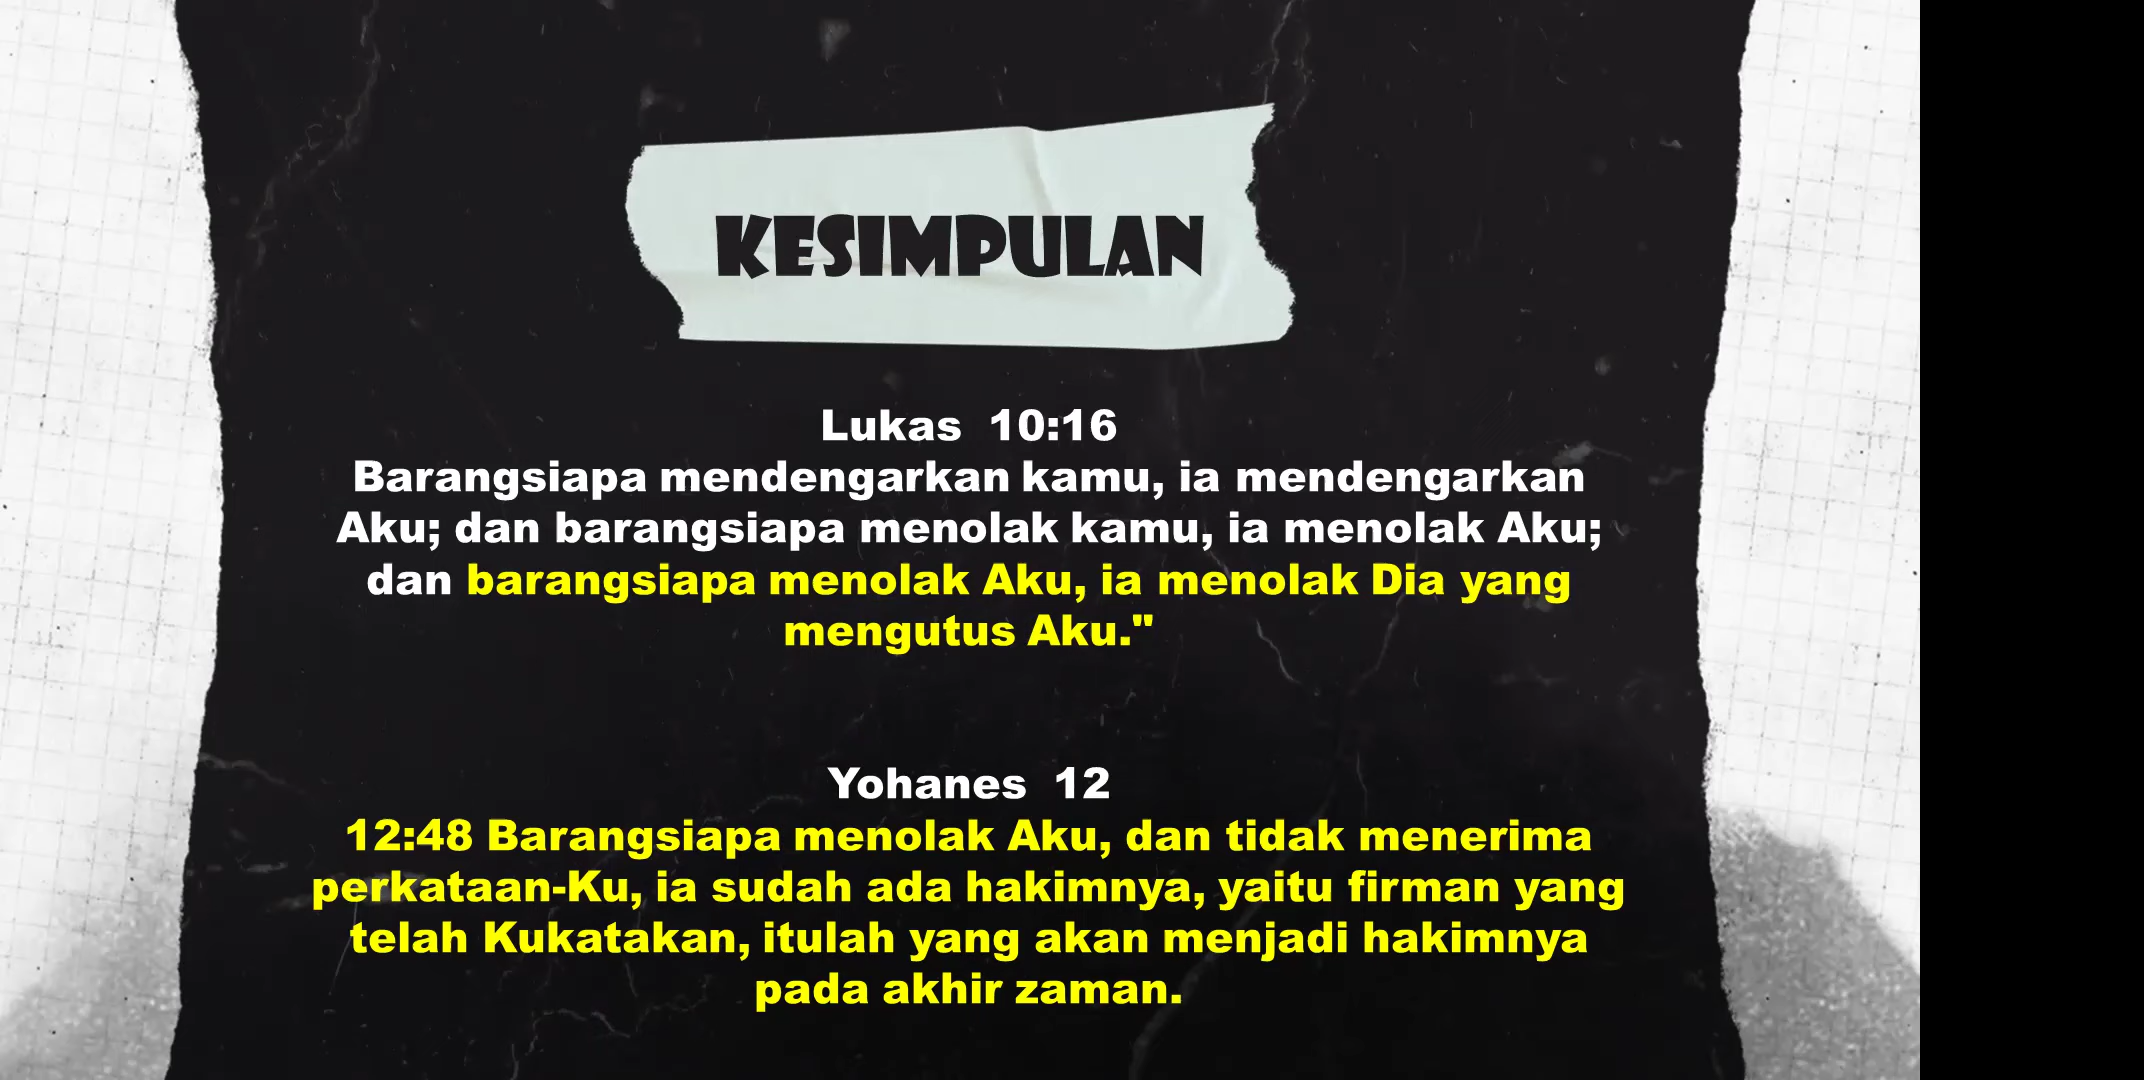 KESIMPULAN
Lukas  10:16
Barangsiapa mendengarkan kamu, ia mendengarkan
Aku; dan barangsiapa menolak kamu, ia menolak Aku;
dan barangsiapa menolak Aku, ia menolak Dia yang
mengutus Aku."
Yohanes  12
12:48 Barangsiapa menolak Aku, dan tidak menerima
perkataan-Ku, ia sudah ada hakimnya, yaitu firman yang
telah Kukatakan, itulah yang akan menjadi hakimnya
pada akhir zaman.